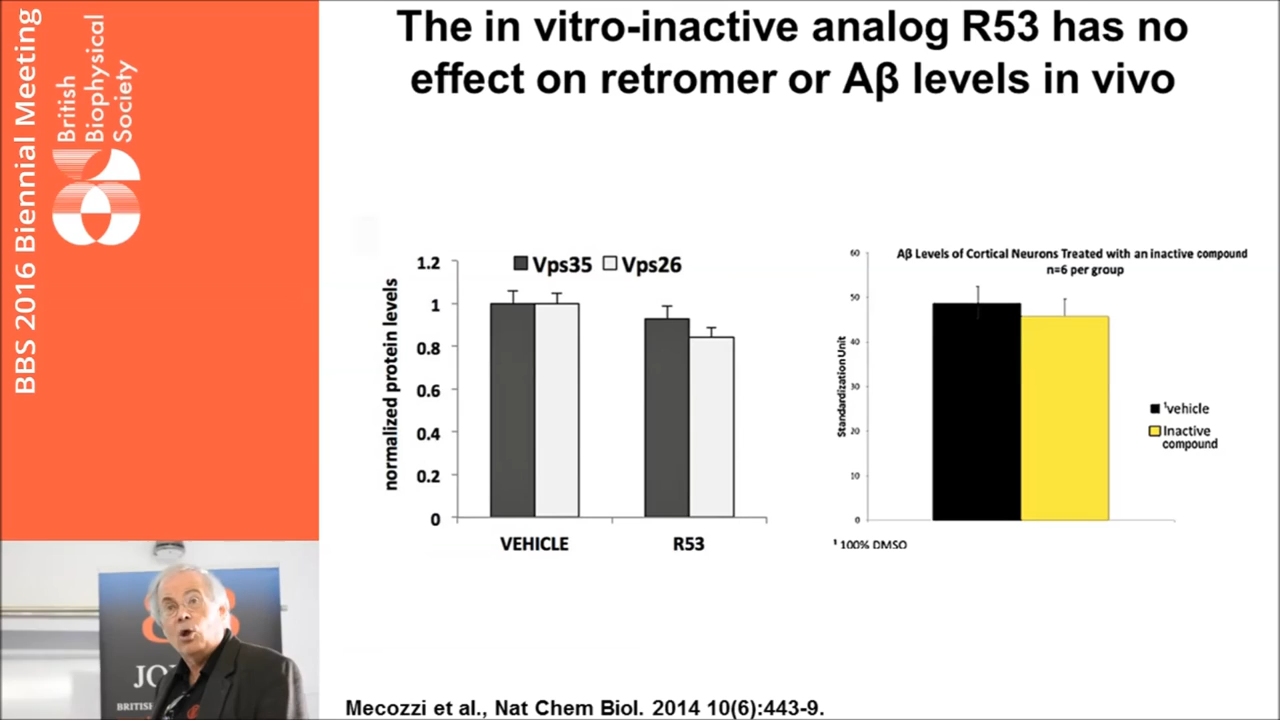 BBS 2016 Biennial Meeting
British
Biophysical
Society
The in vitro-inactive analog R53 has no
effect on retromer or Aβ levels in vivo
Vps35 Vps26
normalized protein levels
1.2
1
0.8
0.6
0.4
0.2
0
VEHICLE R53
Aβ Levels of Cortical Neurons Treated with an inactive compound
n=6 per group
Standardization Unit
60
50
40
30
20
10
0
¹vehicle
Inactive
compound
¹ 100% DMSO
JO
BRITISH
Mecozzi et al., Nat Chem Biol. 2014 10(6):443-9.